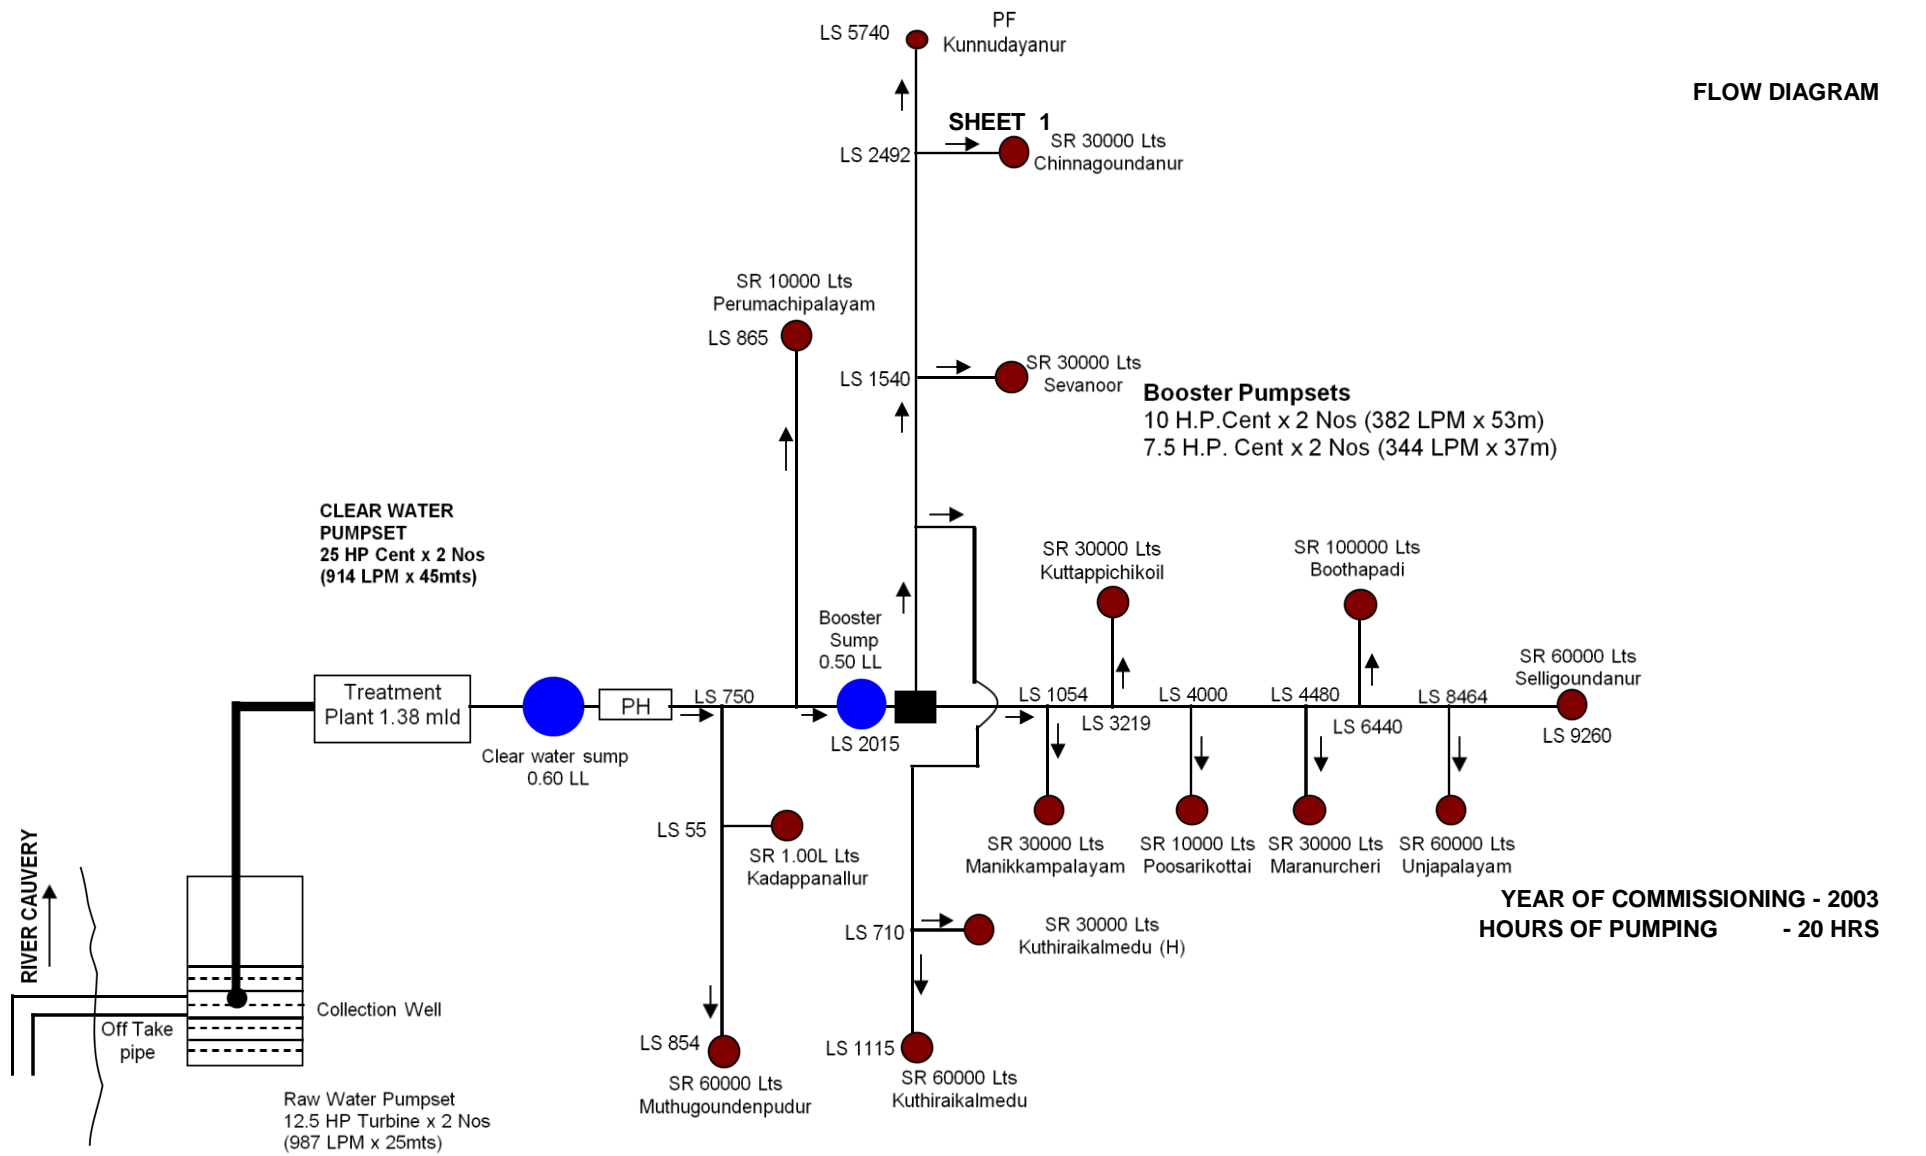 PF
LS 5740
Kunnudayanur
FLOW DIAGRAM
SHEET 1
SR 30000 Lts
LS 2492
Chinnagoundanur
SR 10000 Lts
Perumachipalayam
LS 865
SR 30000 Lts
LS 1540
Sevanoor
Booster Pumpsets
10 H.P.Cent x 2 Nos (382 LPM x 53m)
7.5 H.P. Cent x 2 Nos (344 LPM x 37m)
CLEAR WATER
PUMPSET
25 HP Cent x 2 Nos
(914 LPM x 45mts)
SR 30000 Lts
Kuttappichikoil
SR 100000 Lts
Boothapadi
Booster
Sump
0.50 LL
SR 60000 Lts
Selligoundanur
Treatment
Plant 1.38 mld
PH
LS 750
LS 1054
LS 3219
LS 4000
LS 4480
LS 6440
LS 8464
LS 9260
LS 2015
Clear water sump
0.60 LL
LS 55
SR 1.00L Lts
Kadappanallur
SR 30000 Lts
Manikkampalayam
SR 10000 Lts
Poosarikottai
SR 30000 Lts
Maranurcheri
SR 60000 Lts
Unjapalayam
RIVER CAUVERY
YEAR OF COMMISSIONING - 2003
HOURS OF PUMPING - 20 HRS
LS 710
SR 30000 Lts
Kuthiraikalmedu (H)
Collection Well
Off Take
pipe
LS 854
SR 60000 Lts
Muthugoundenpudur
LS 1115
SR 60000 Lts
Kuthiraikalmedu
Raw Water Pumpset
12.5 HP Turbine x 2 Nos
(987 LPM x 25mts)